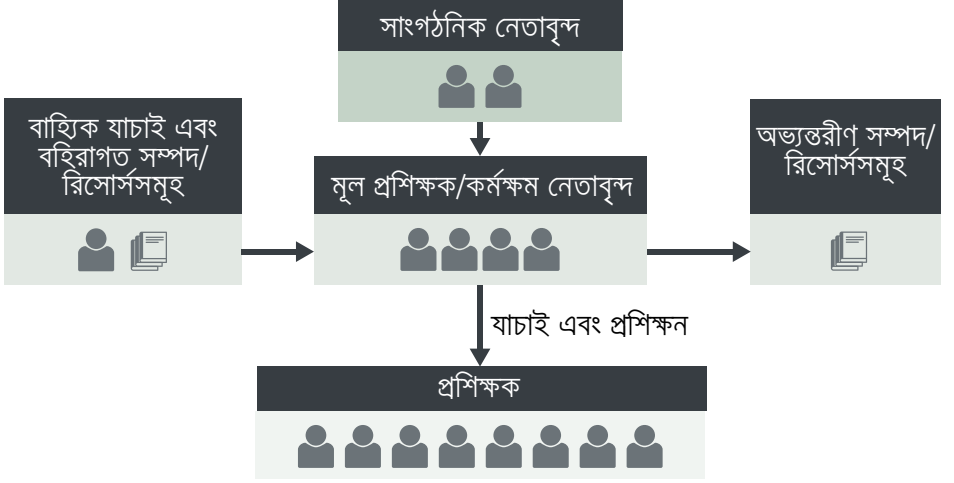 সাংগঠনিক নেতাবৃন্দ
বাহ্যিক যাচাই এবং
বহিরাগত সম্পদ/
রিসোর্সসমূহ
মূল প্রশিক্ষক/কর্মক্ষম নেতাবৃন্দ
অভ্যন্তরীণ সম্পদ/
রিসোর্সসমূহ
যাচাই এবং প্রশিক্ষন
প্রশিক্ষক